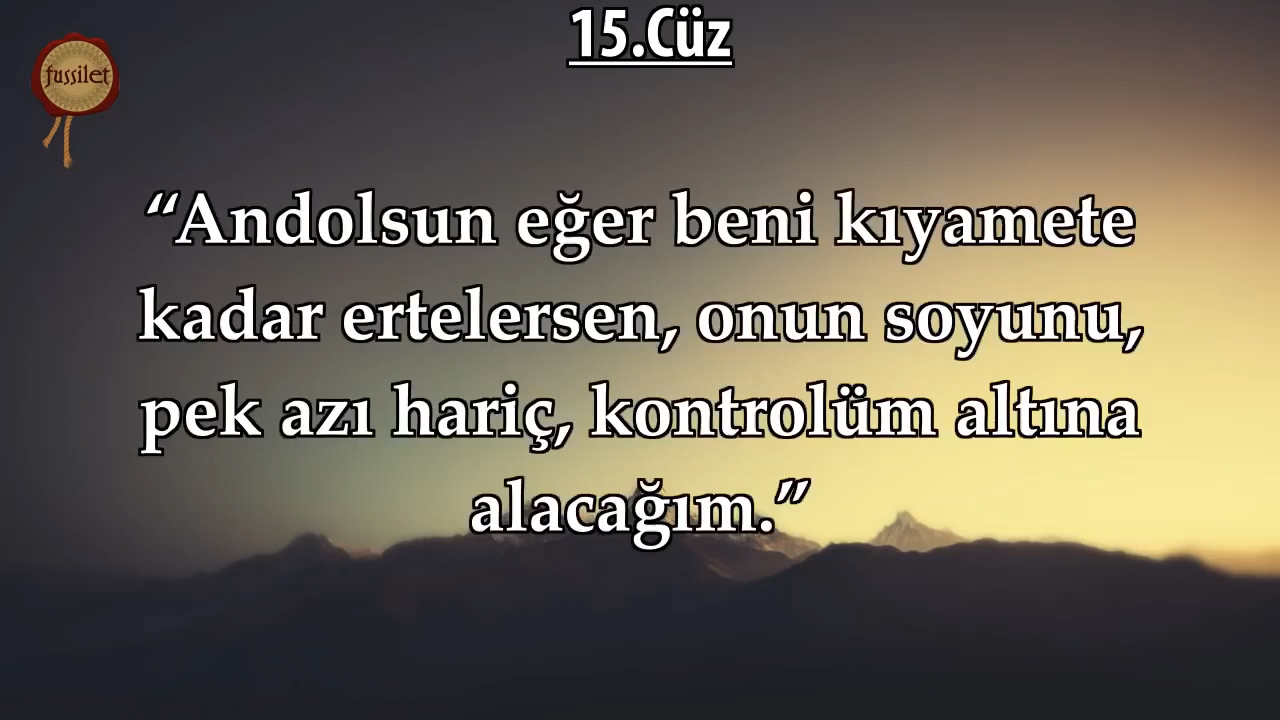 15.Cüz
fussilet
“Andolsun eğer beni kıyamete
kadar ertelersen, onun soyunu,
pek azı hariç, kontrolüm altına
alacağım.”